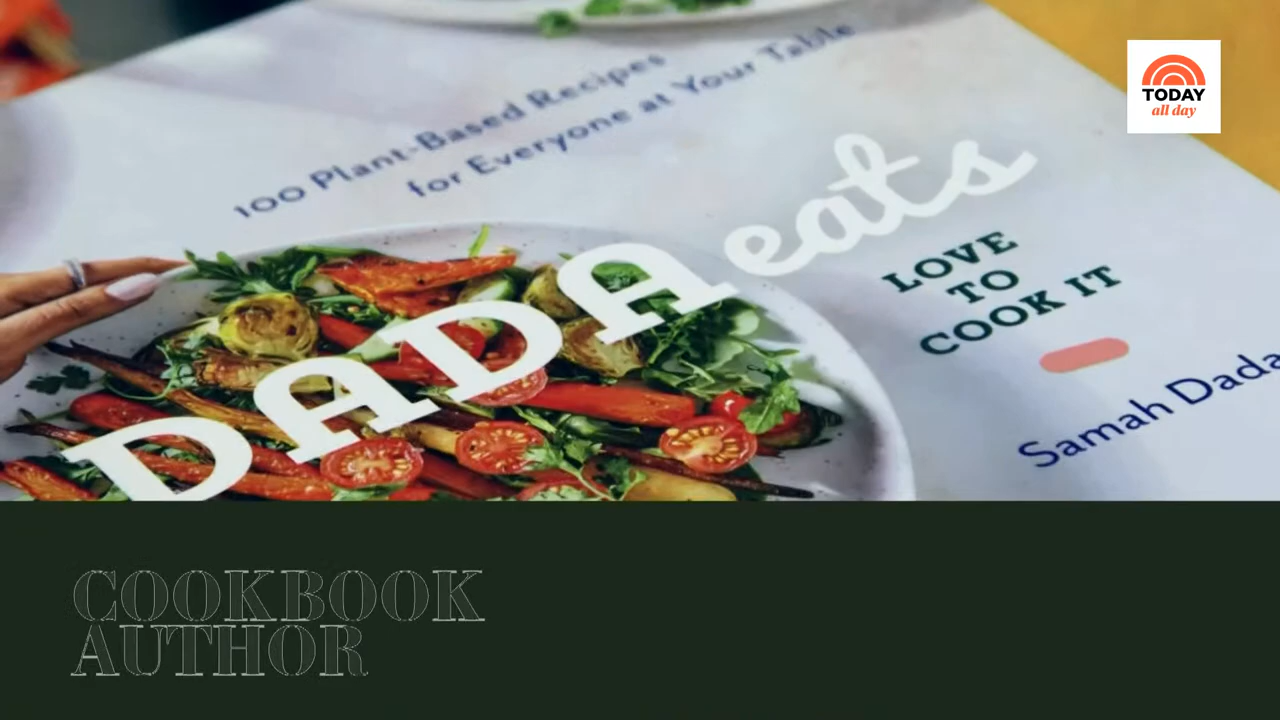 100 Plant-Based Recipes
for Everyone at Your Table
TODAY
all day
DADA eats
LOVE
TO
COOK IT
Samah Dada
COOKBOOK
AUTHOR